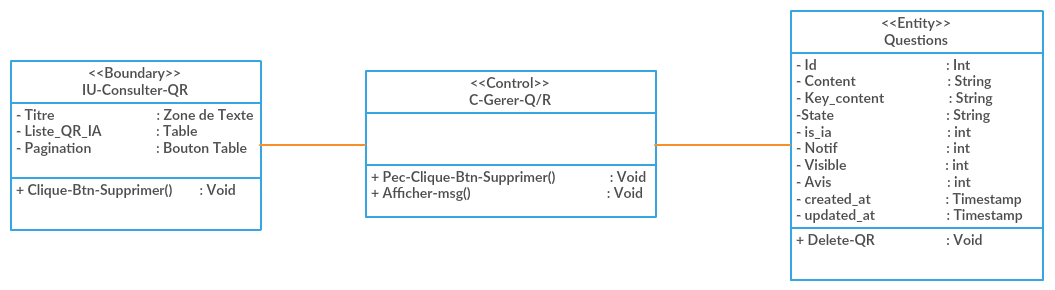 <<Boundary>>
IU-Consulter-QR
- Titre : Zone de Texte
- Liste_QR_IA : Table
- Pagination : Bouton Table
+ Clique-Btn-Supprimer() : Void
<<Control>>
C-Gerer-Q/R
+ Pec-Clique-Btn-Supprimer() : Void
+ Afficher-msg() : Void
<<Entity>>
Questions
- Id : Int
- Content : String
- Key_content : String
-State : String
- is_ia : int
- Notif : int
- Visible : int
- Avis : int
- created_at : Timestamp
- updated_at : Timestamp
+ Delete-QR : Void